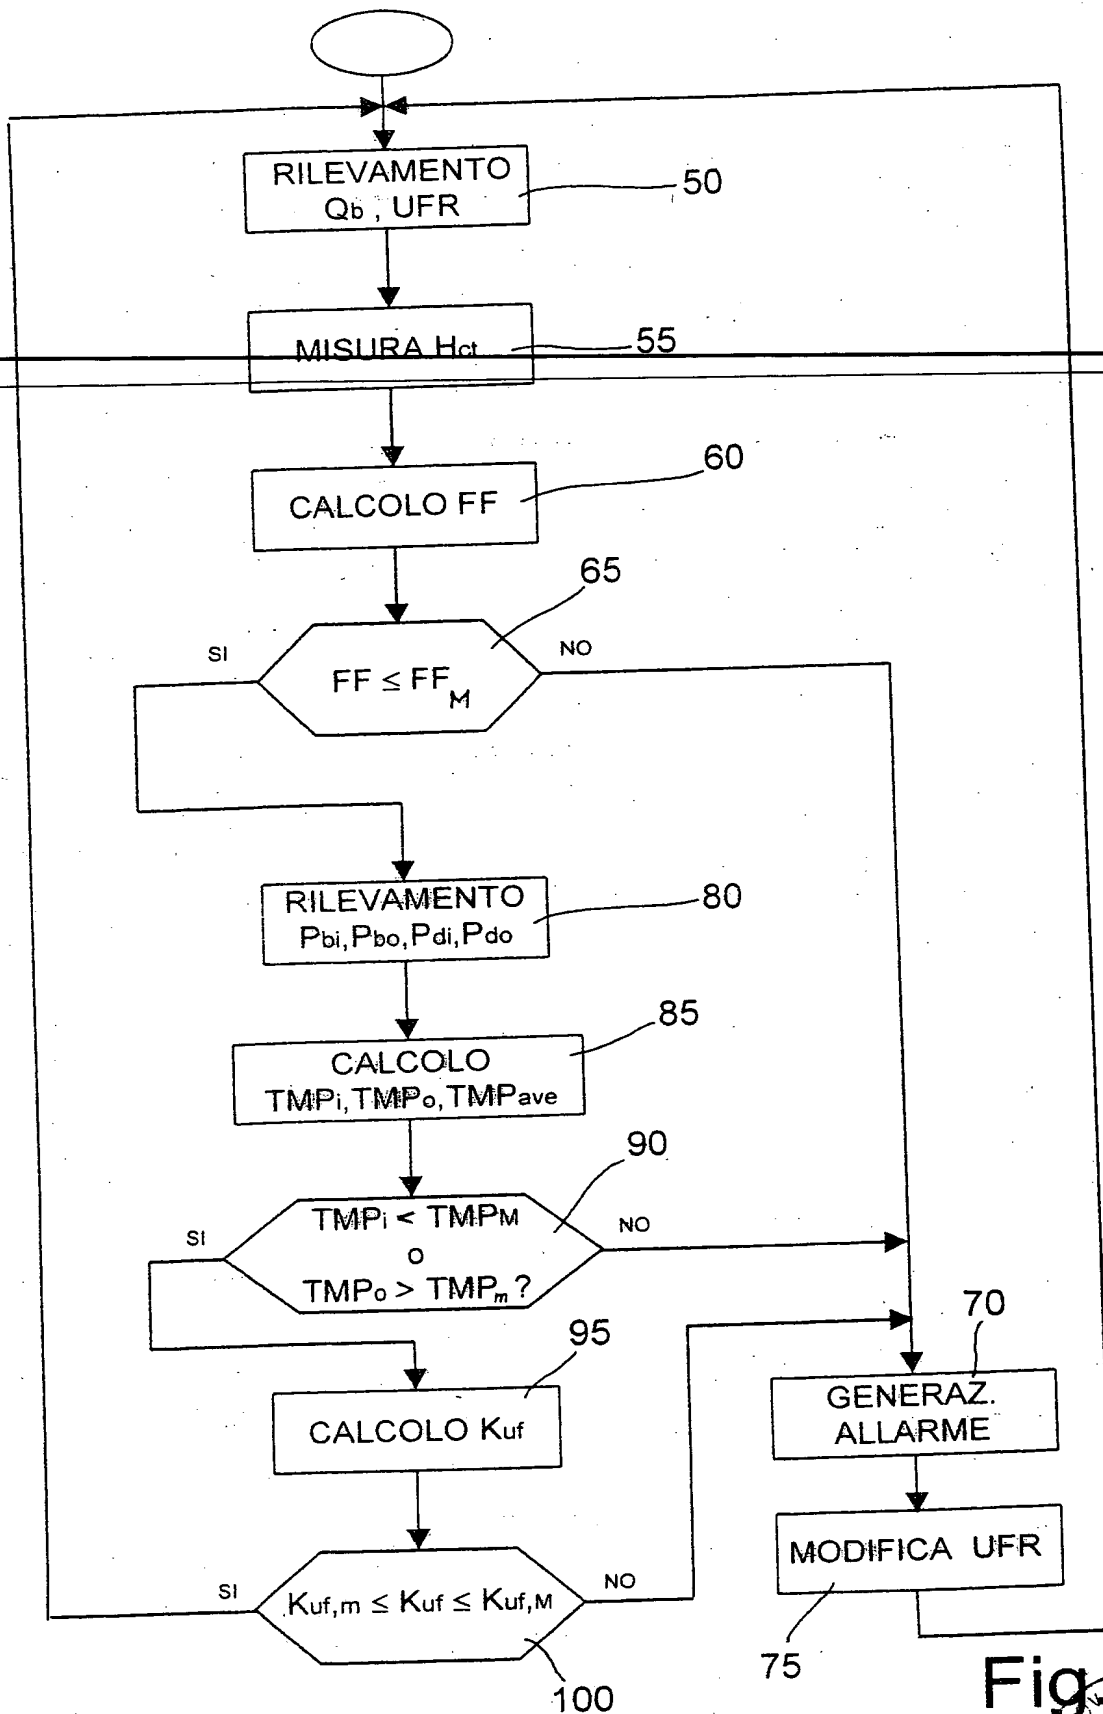 RILEVAMENTO
Qb , UFR
50
MISURA Hct
55
CALCOLO FF
60
65
SI
NO
FF ≤ FFM
RILEVAMENTO
Pbi, Pbo, Pdi, Pdo
80
CALCOLO
TMPi, TMPo, TMPave
85
90
SI
NO
TMPi < TMPM
o
TMPo > TMPm ?
95
CALCOLO Kuf
70
GENERAZ.
ALLARME
MODIFICA UFR
75
SI
NO
Kuf,m ≤ Kuf ≤ Kuf,M
100
Fig.